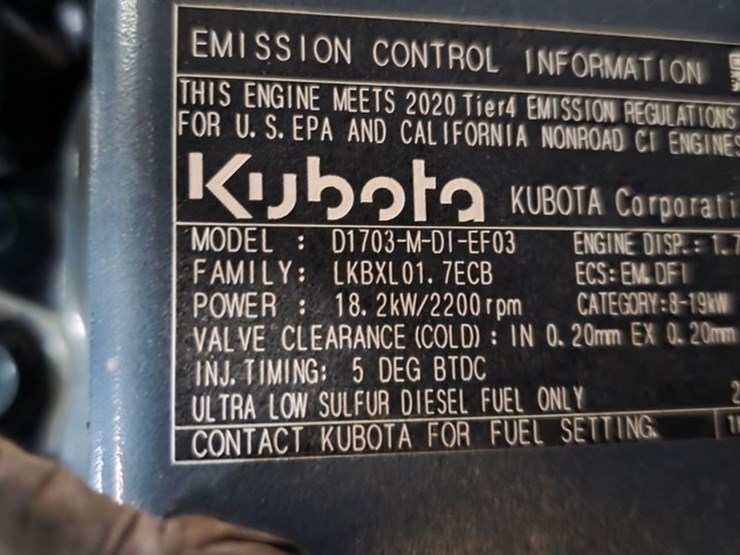 EMISSION CONTROL INFORMATION
THIS ENGINE MEETS 2020 Tier4 EMISSION REGULATIONS
FOR U.S. EPA AND CALIFORNIA NONROAD CI ENGINES
Kubota KUBOTA Corporati
MODEL : D1703-M-DI-EF03 ENGINE DISP.: 1.7
FAMILY: LKBXL01.7ECB ECS: EM.DFI
POWER : 18.2kW/2200rpm CATEGORY:8-19kW
VALVE CLEARANCE (COLD) : IN 0.20mm EX 0.20mm
INJ. TIMING: 5 DEG BTDC
ULTRA LOW SULFUR DIESEL FUEL ONLY 2
CONTACT KUBOTA FOR FUEL SETTING.